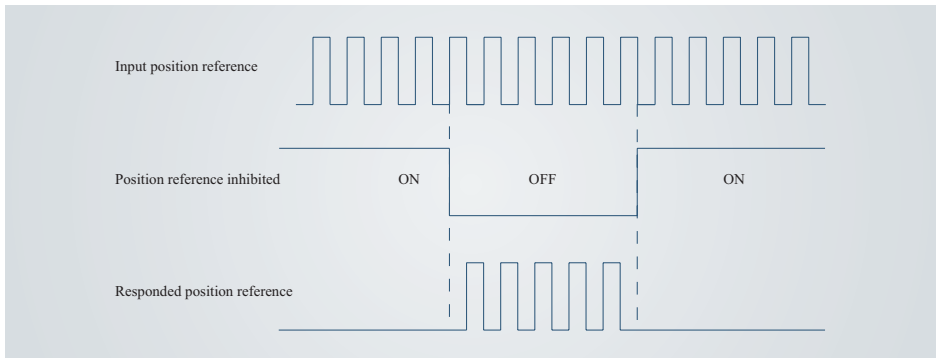 Input position reference
Position reference inhibited
ON
OFF
ON
Responded position reference